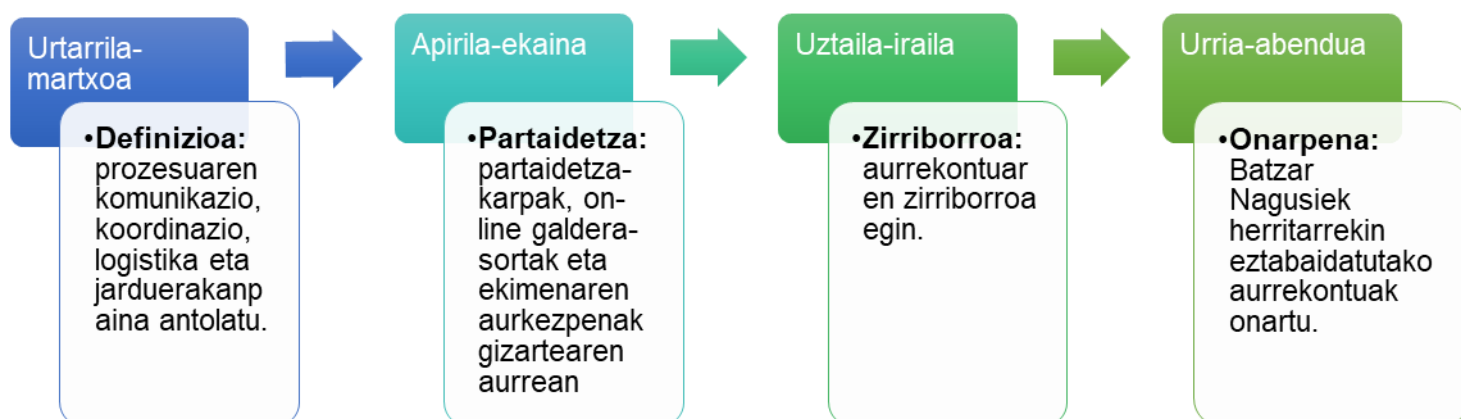 Urtarrila-
martxoa
•Definizioa:
prozesuaren
komunikazio,
koordinazio,
logistika eta
jarduerakanp
aina antolatu.
Apirila-ekaina
•Partaidetza:
partaidetza-
karpak, on-
line galdera-
sortak eta
ekimenaren
aurkezpenak
gizartearen
aurrean
Uztaila-iraila
•Zirriborroa:
aurrekontuar
en zirriborroa
egin.
Urria-abendua
•Onarpena:
Batzar
Nagusiek
herritarrekin
eztabaidatutako
aurrekontuak
onartu.